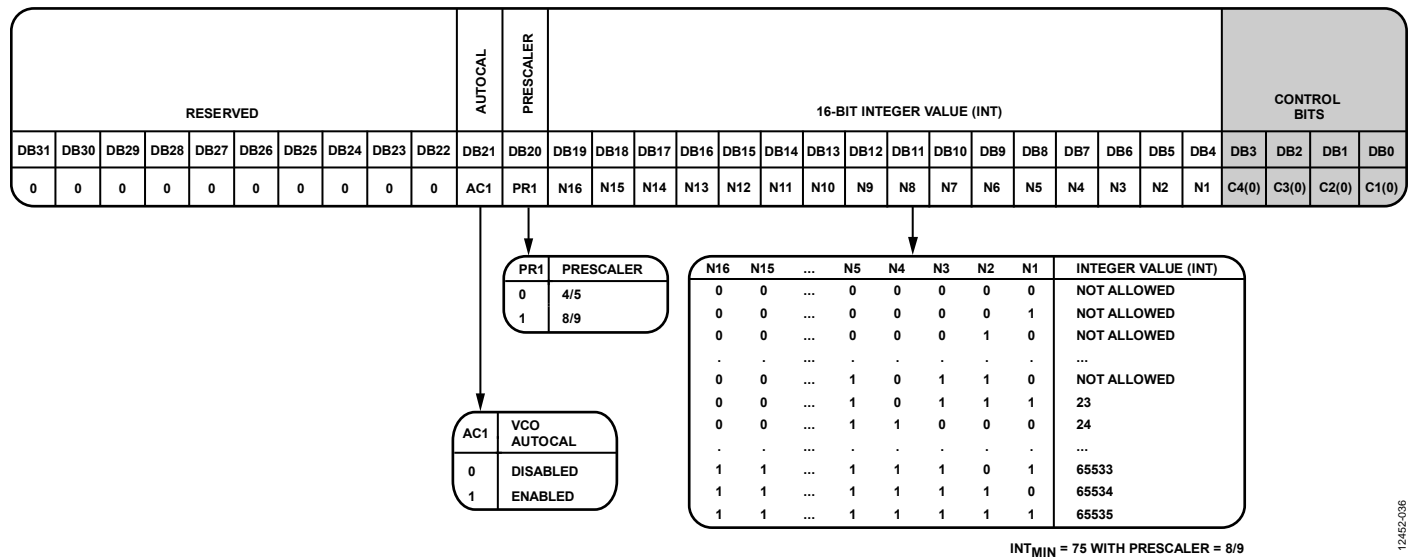 AUTOCAL
PRESCALER
RESERVED
16-BIT INTEGER VALUE (INT)
CONTROL
BITS
DB31 DB30 DB29 DB28 DB27 DB26 DB25 DB24 DB23 DB22 DB21 DB20 DB19 DB18 DB17 DB16 DB15 DB14 DB13 DB12 DB11 DB10 DB9 DB8 DB7 DB6 DB5 DB4 DB3 DB2 DB1 DB0
0 0 0 0 0 0 0 0 0 0 AC1 PR1 N16 N15 N14 N13 N12 N11 N10 N9 N8 N7 N6 N5 N4 N3 N2 N1 C4(0) C3(0) C2(0) C1(0)
PR1 PRESCALER
0 4/5
1 8/9
AC1 VCO
AUTOCAL
0 DISABLED
1 ENABLED
N16 N15 ... N5 N4 N3 N2 N1 INTEGER VALUE (INT)
0 0 ... 0 0 0 0 0 NOT ALLOWED
0 0 ... 0 0 0 0 1 NOT ALLOWED
0 0 ... 0 0 0 1 0 NOT ALLOWED
. . ... . . . . . ...
0 0 ... 1 0 1 1 0 NOT ALLOWED
0 0 ... 1 0 1 1 1 23
0 0 ... 1 1 0 0 0 24
. . ... . . . . . ...
1 1 ... 1 1 1 0 1 65533
1 1 ... 1 1 1 1 0 65534
1 1 ... 1 1 1 1 1 65535
INTMIN = 75 WITH PRESCALER = 8/9
12452-036